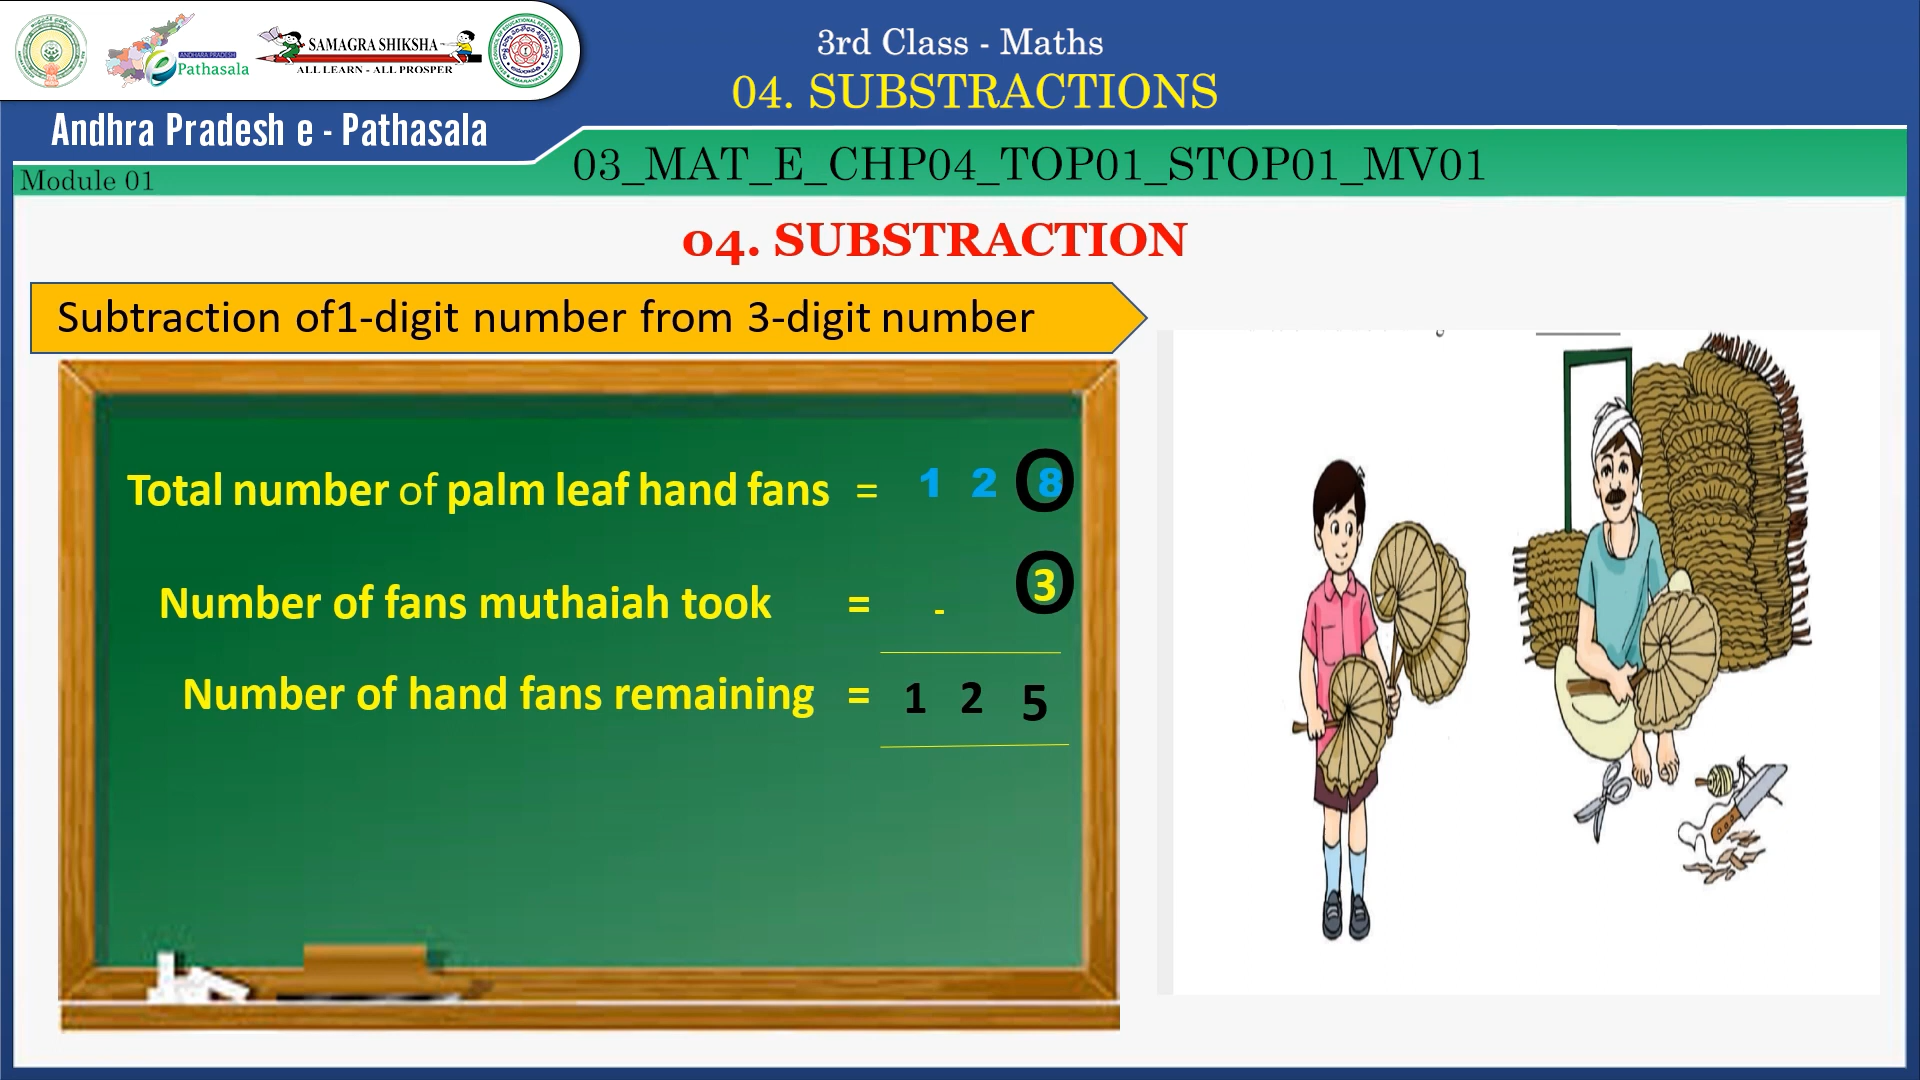 ANDHRA PRADESH
e Pathasala
SAMAGRA SHIKSHA
ALL LEARN - ALL PROSPER
3rd Class - Maths
04. SUBSTRACTIONS
Andhra Pradesh e - Pathasala
Module 01
03_MAT_E_CHP04_TOP01_STOP01_MV01
04. SUBSTRACTION
Subtraction of1-digit number from 3-digit number
Total number of palm leaf hand fans = 1 2 8
Number of fans muthaiah took = - 3
Number of hand fans remaining = 1 2 5